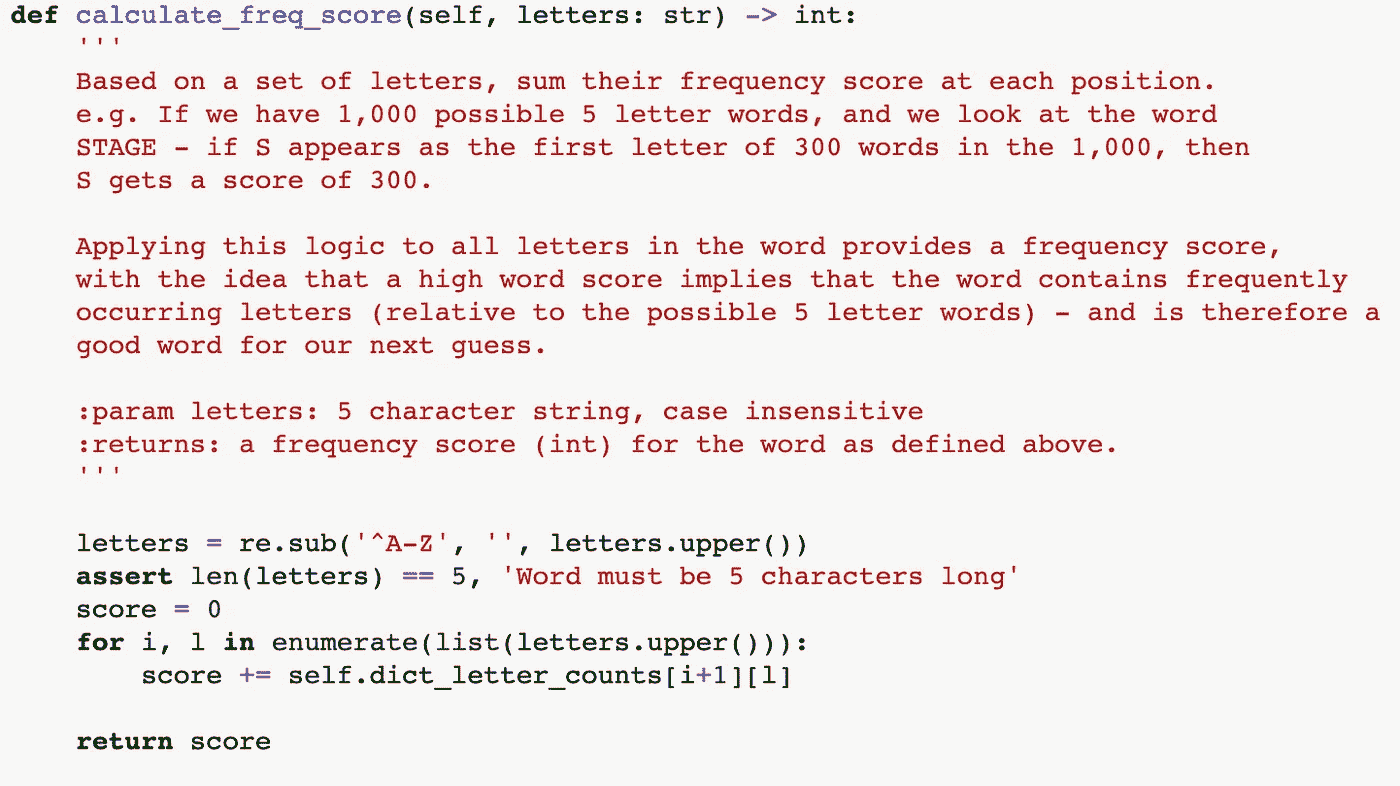 def calculate_freq_score(self, letters: str) -> int:
    '''
    Based on a set of letters, sum their frequency score at each position.
    e.g. If we have 1,000 possible 5 letter words, and we look at the word
    STAGE - if S appears as the first letter of 300 words in the 1,000, then
    S gets a score of 300.

    Applying this logic to all letters in the word provides a frequency score,
    with the idea that a high word score implies that the word contains frequently
    occurring letters (relative to the possible 5 letter words) - and is therefore a
    good word for our next guess.

    :param letters: 5 character string, case insensitive
    :returns: a frequency score (int) for the word as defined above.
    '''

    letters = re.sub('^A-Z', '', letters.upper())
    assert len(letters) == 5, 'Word must be 5 characters long'
    score = 0
    for i, l in enumerate(list(letters.upper())):
        score += self.dict_letter_counts[i+1][l]

    return score